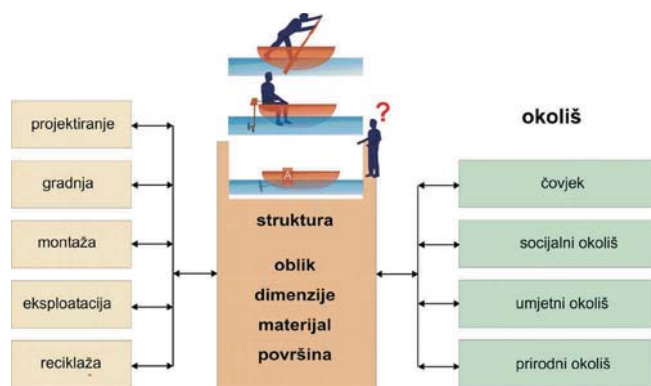 ?
okoliš
projektiranje
gradnja
montaža
eksploatacija
reciklaža
A
struktura
oblik
dimenzije
materijal
površina
čovjek
socijalni okoliš
umjetni okoliš
prirodni okoliš